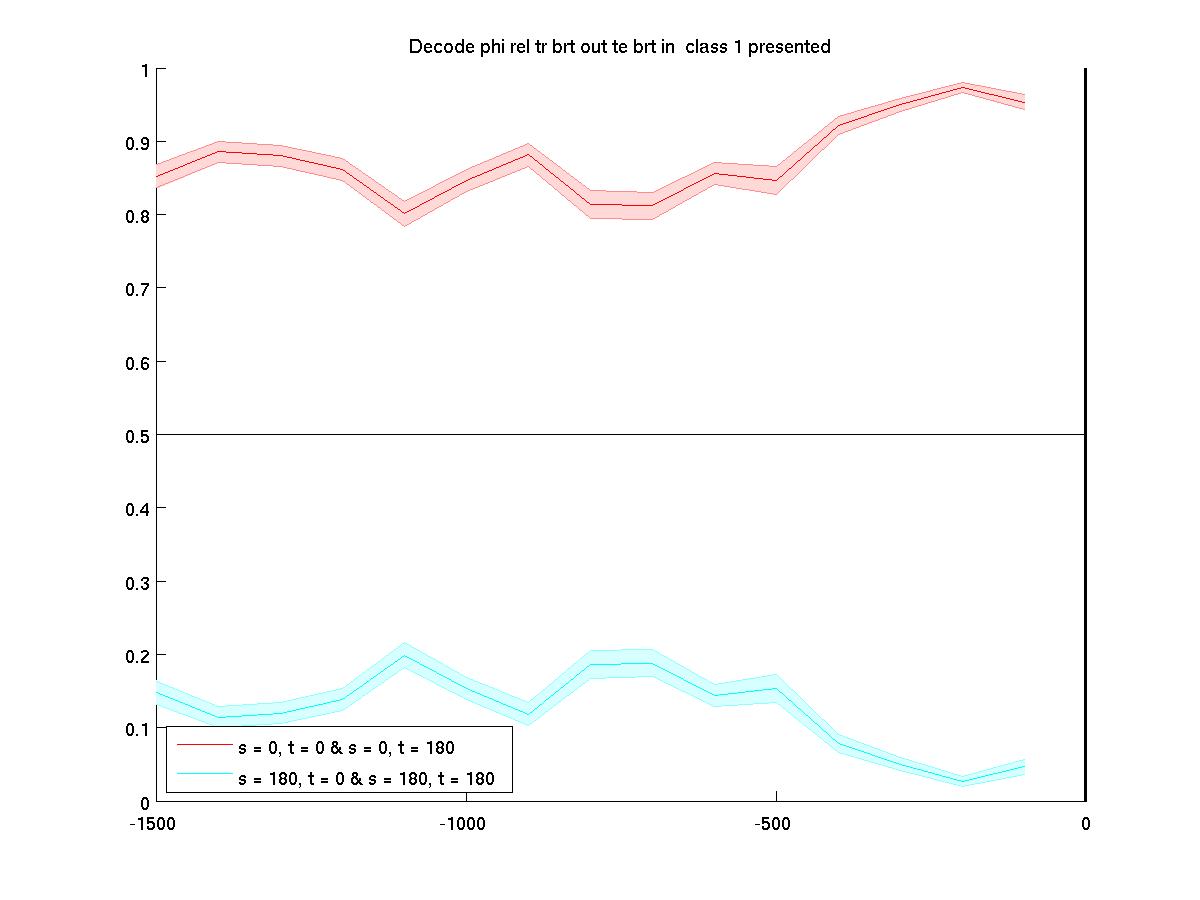 Decode phi rel tr brt out te brt in  class 1 presented
1
0.9
0.8
0.7
0.6
0.5
0.4
0.3
0.2
0.1
0
s = 0, t = 0 & s = 0, t = 180
s = 180, t = 0 & s = 180, t = 180
-1500 -1000 -500 0